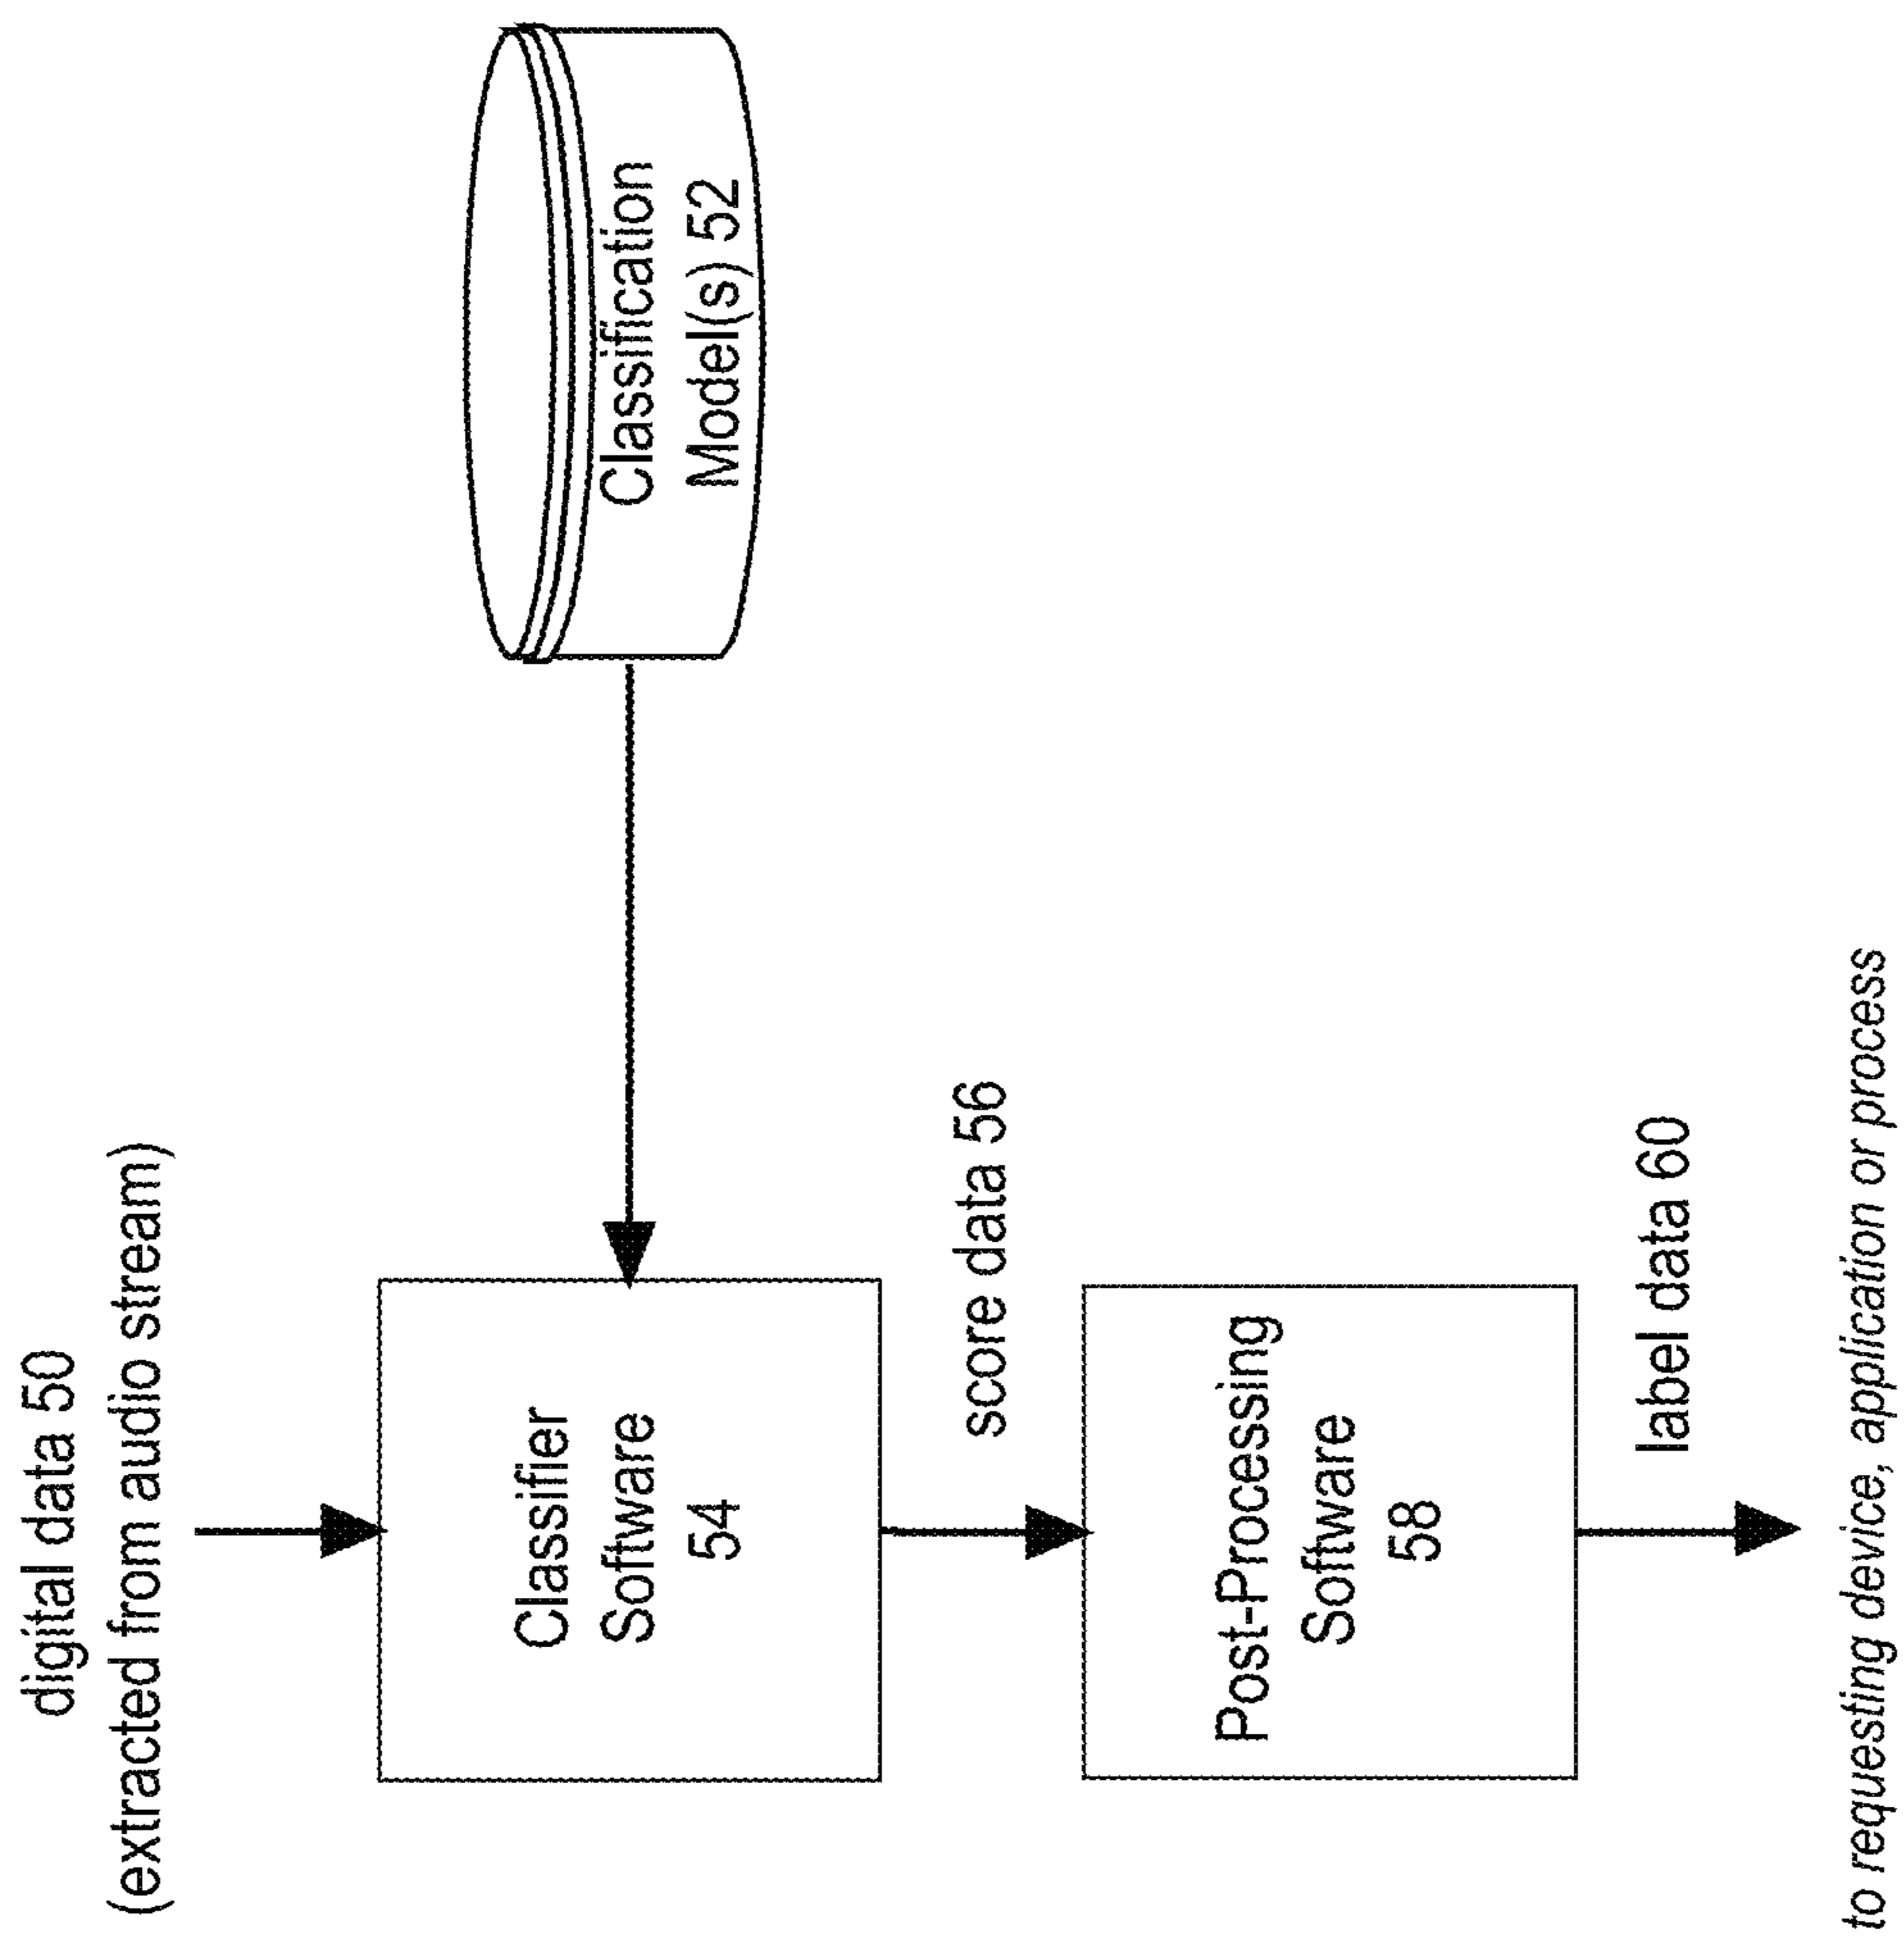 digital data 50
(extracted from audio stream)
Classifier
Software
54
Classification
Model(s) 52
score data 56
Post-Processing
Software
58
label data 60
to requesting device, application or process